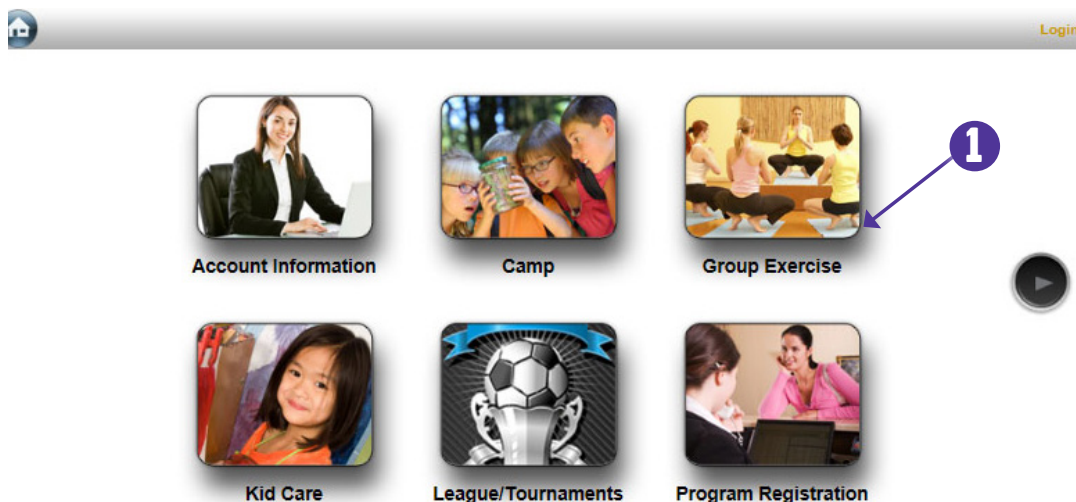 Login
1
Account Information
Camp
Group Exercise
Kid Care
League/Tournaments
Program Registration